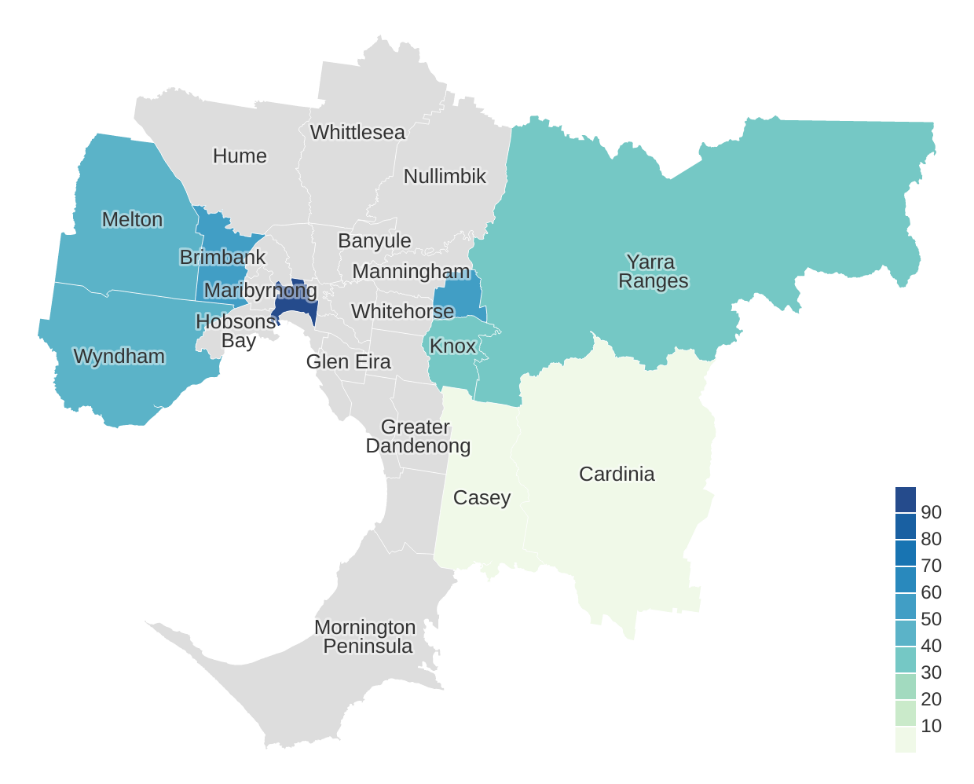 Whittlesea
Hume
Nullimbik
Melton
Banyule
Brimbank
Manningham
Yarra
Ranges
Maribyrnong
Whitehorse
Hobsons
Bay
Knox
Wyndham
Glen Eira
Greater
Dandenong
Cardinia
Casey
90
80
70
60
50
40
30
20
10
Mornington
Peninsula